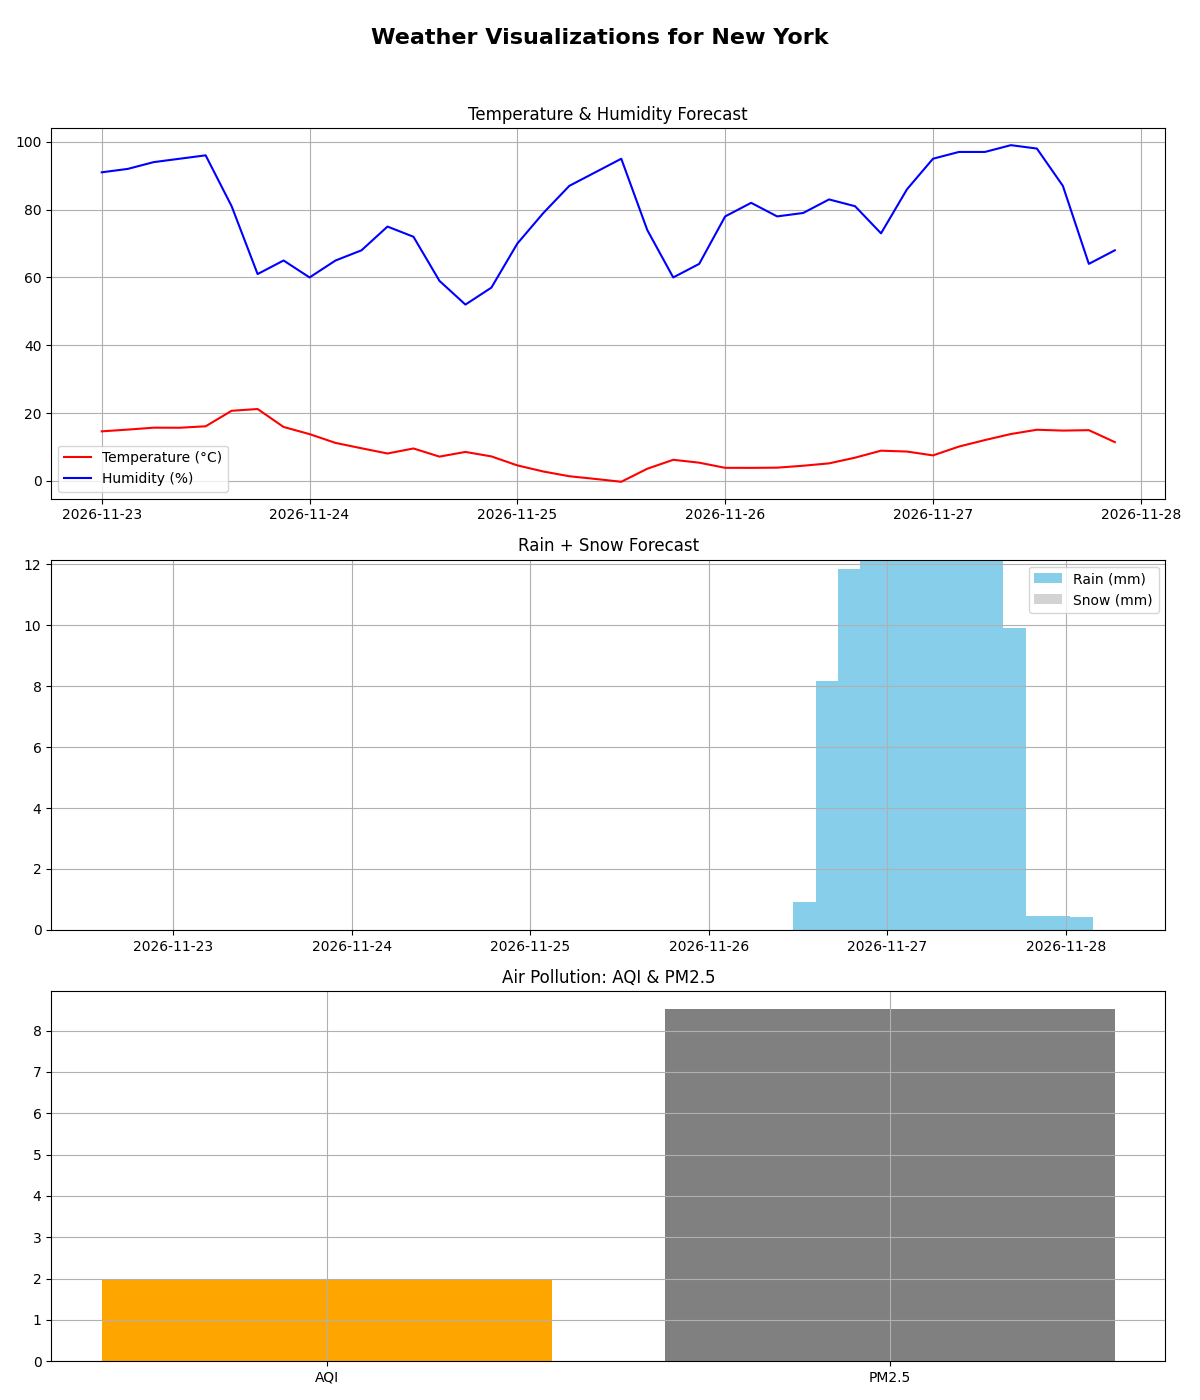 Weather Visualizations for New York
Temperature & Humidity Forecast
100
80
60
40
20
0
Temperature (°C)
Humidity (%)
2026-11-23 2026-11-24 2026-11-25 2026-11-26 2026-11-27 2026-11-28
Rain + Snow Forecast
12
10
8
6
4
2
0
Rain (mm)
Snow (mm)
2026-11-23 2026-11-24 2026-11-25 2026-11-26 2026-11-27 2026-11-28
Air Pollution: AQI & PM2.5
8
7
6
5
4
3
2
1
0
AQI PM2.5